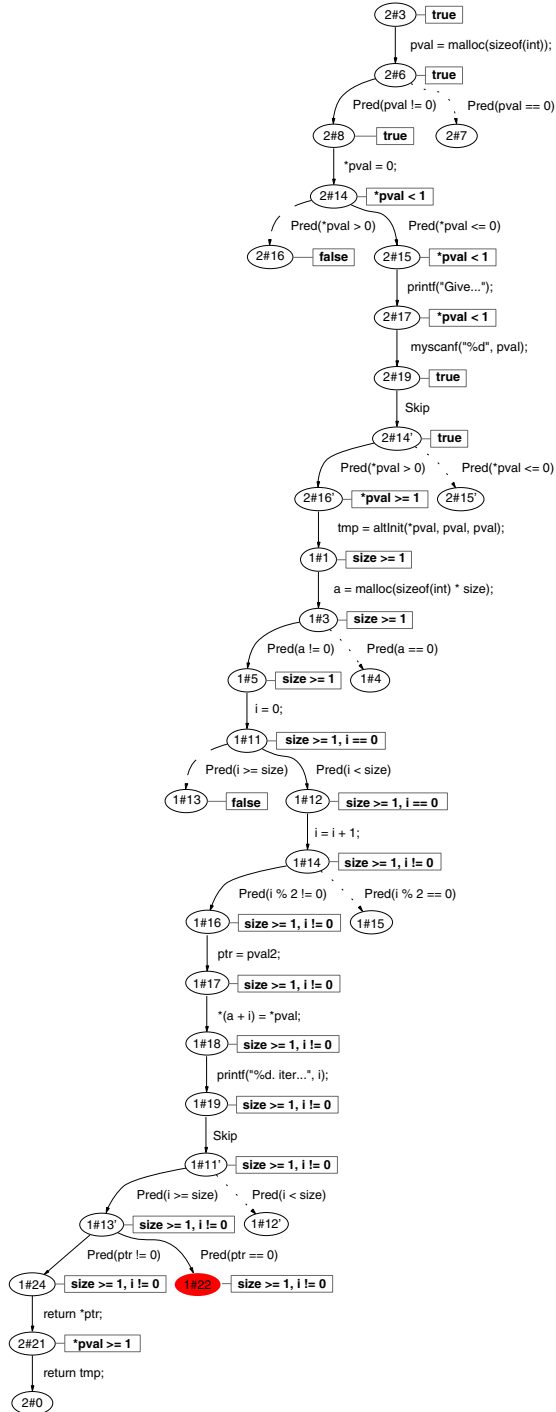 2#3 true
pval = malloc(sizeof(int));
2#6 true
Pred(pval != 0) Pred(pval == 0)
2#8 true 2#7
*pval = 0;
2#14 *pval < 1
Pred(*pval > 0) Pred(*pval <= 0)
2#16 false 2#15 *pval < 1
printf("Give...");
2#17 *pval < 1
myscanf("%d", pval);
2#19 true
Skip
2#14' true
Pred(*pval > 0) Pred(*pval <= 0)
2#16' *pval >= 1 2#15'
tmp = altInit(*pval, pval, pval);
1#1 size >= 1
a = malloc(sizeof(int) * size);
1#3 size >= 1
Pred(a != 0) Pred(a == 0)
1#5 size >= 1 1#4
i = 0;
1#11 size >= 1, i == 0
Pred(i >= size) Pred(i < size)
1#13 false 1#12 size >= 1, i == 0
i = i + 1;
1#14 size >= 1, i != 0
Pred(i % 2 != 0) Pred(i % 2 == 0)
1#16 size >= 1, i != 0 1#15
ptr = pval2;
1#17 size >= 1, i != 0
*(a + i) = *pval;
1#18 size >= 1, i != 0
printf("%d. iter...", i);
1#19 size >= 1, i != 0
Skip
1#11' size >= 1, i != 0
Pred(i >= size) Pred(i < size)
1#13' size >= 1, i != 0 1#12'
Pred(ptr != 0) Pred(ptr == 0)
1#24 size >= 1, i != 0 1#22 size >= 1, i != 0
return *ptr;
2#21 *pval >= 1
return tmp;
2#0